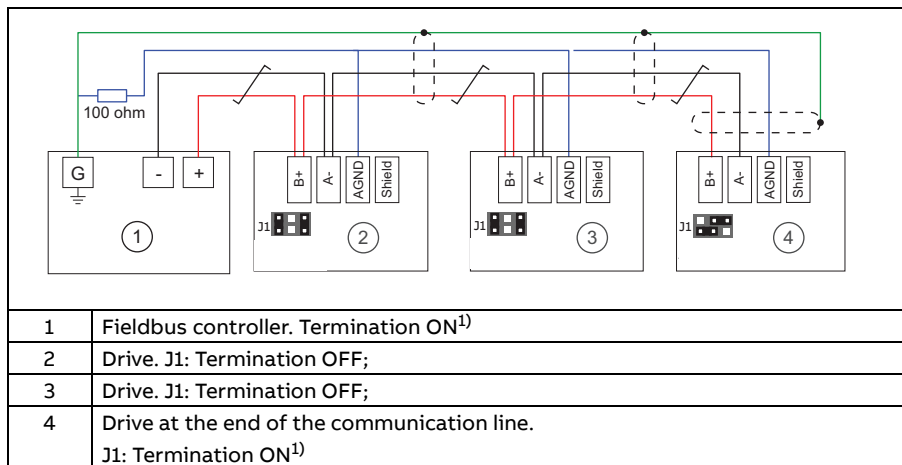 100 ohm
G - + B+ A- AGND Shield B+ A- AGND Shield B+ A- AGND Shield
J1 J1 J1
1 2 3 4
1 Fieldbus controller. Termination ON1)
2 Drive. J1: Termination OFF;
3 Drive. J1: Termination OFF;
4 Drive at the end of the communication line.
J1: Termination ON1)